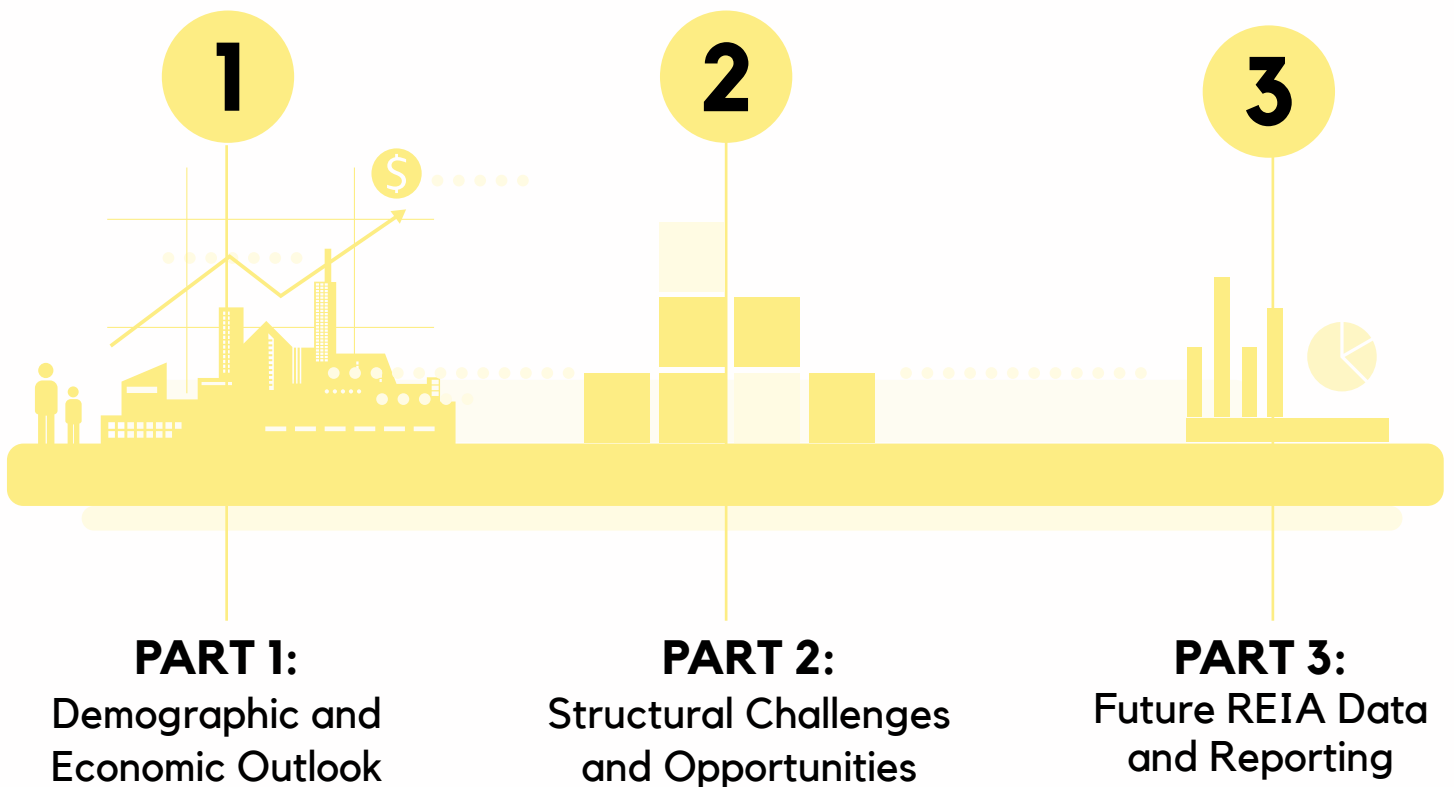 1
2
3
$
PART 1:
Demographic and
Economic Outlook
PART 2:
Structural Challenges
and Opportunities
PART 3:
Future REIA Data
and Reporting